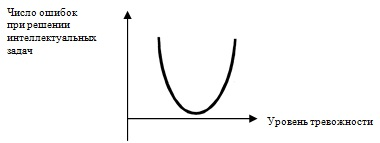 Число ошибок
при решении
интеллектуальных
задач
Уровень тревожности